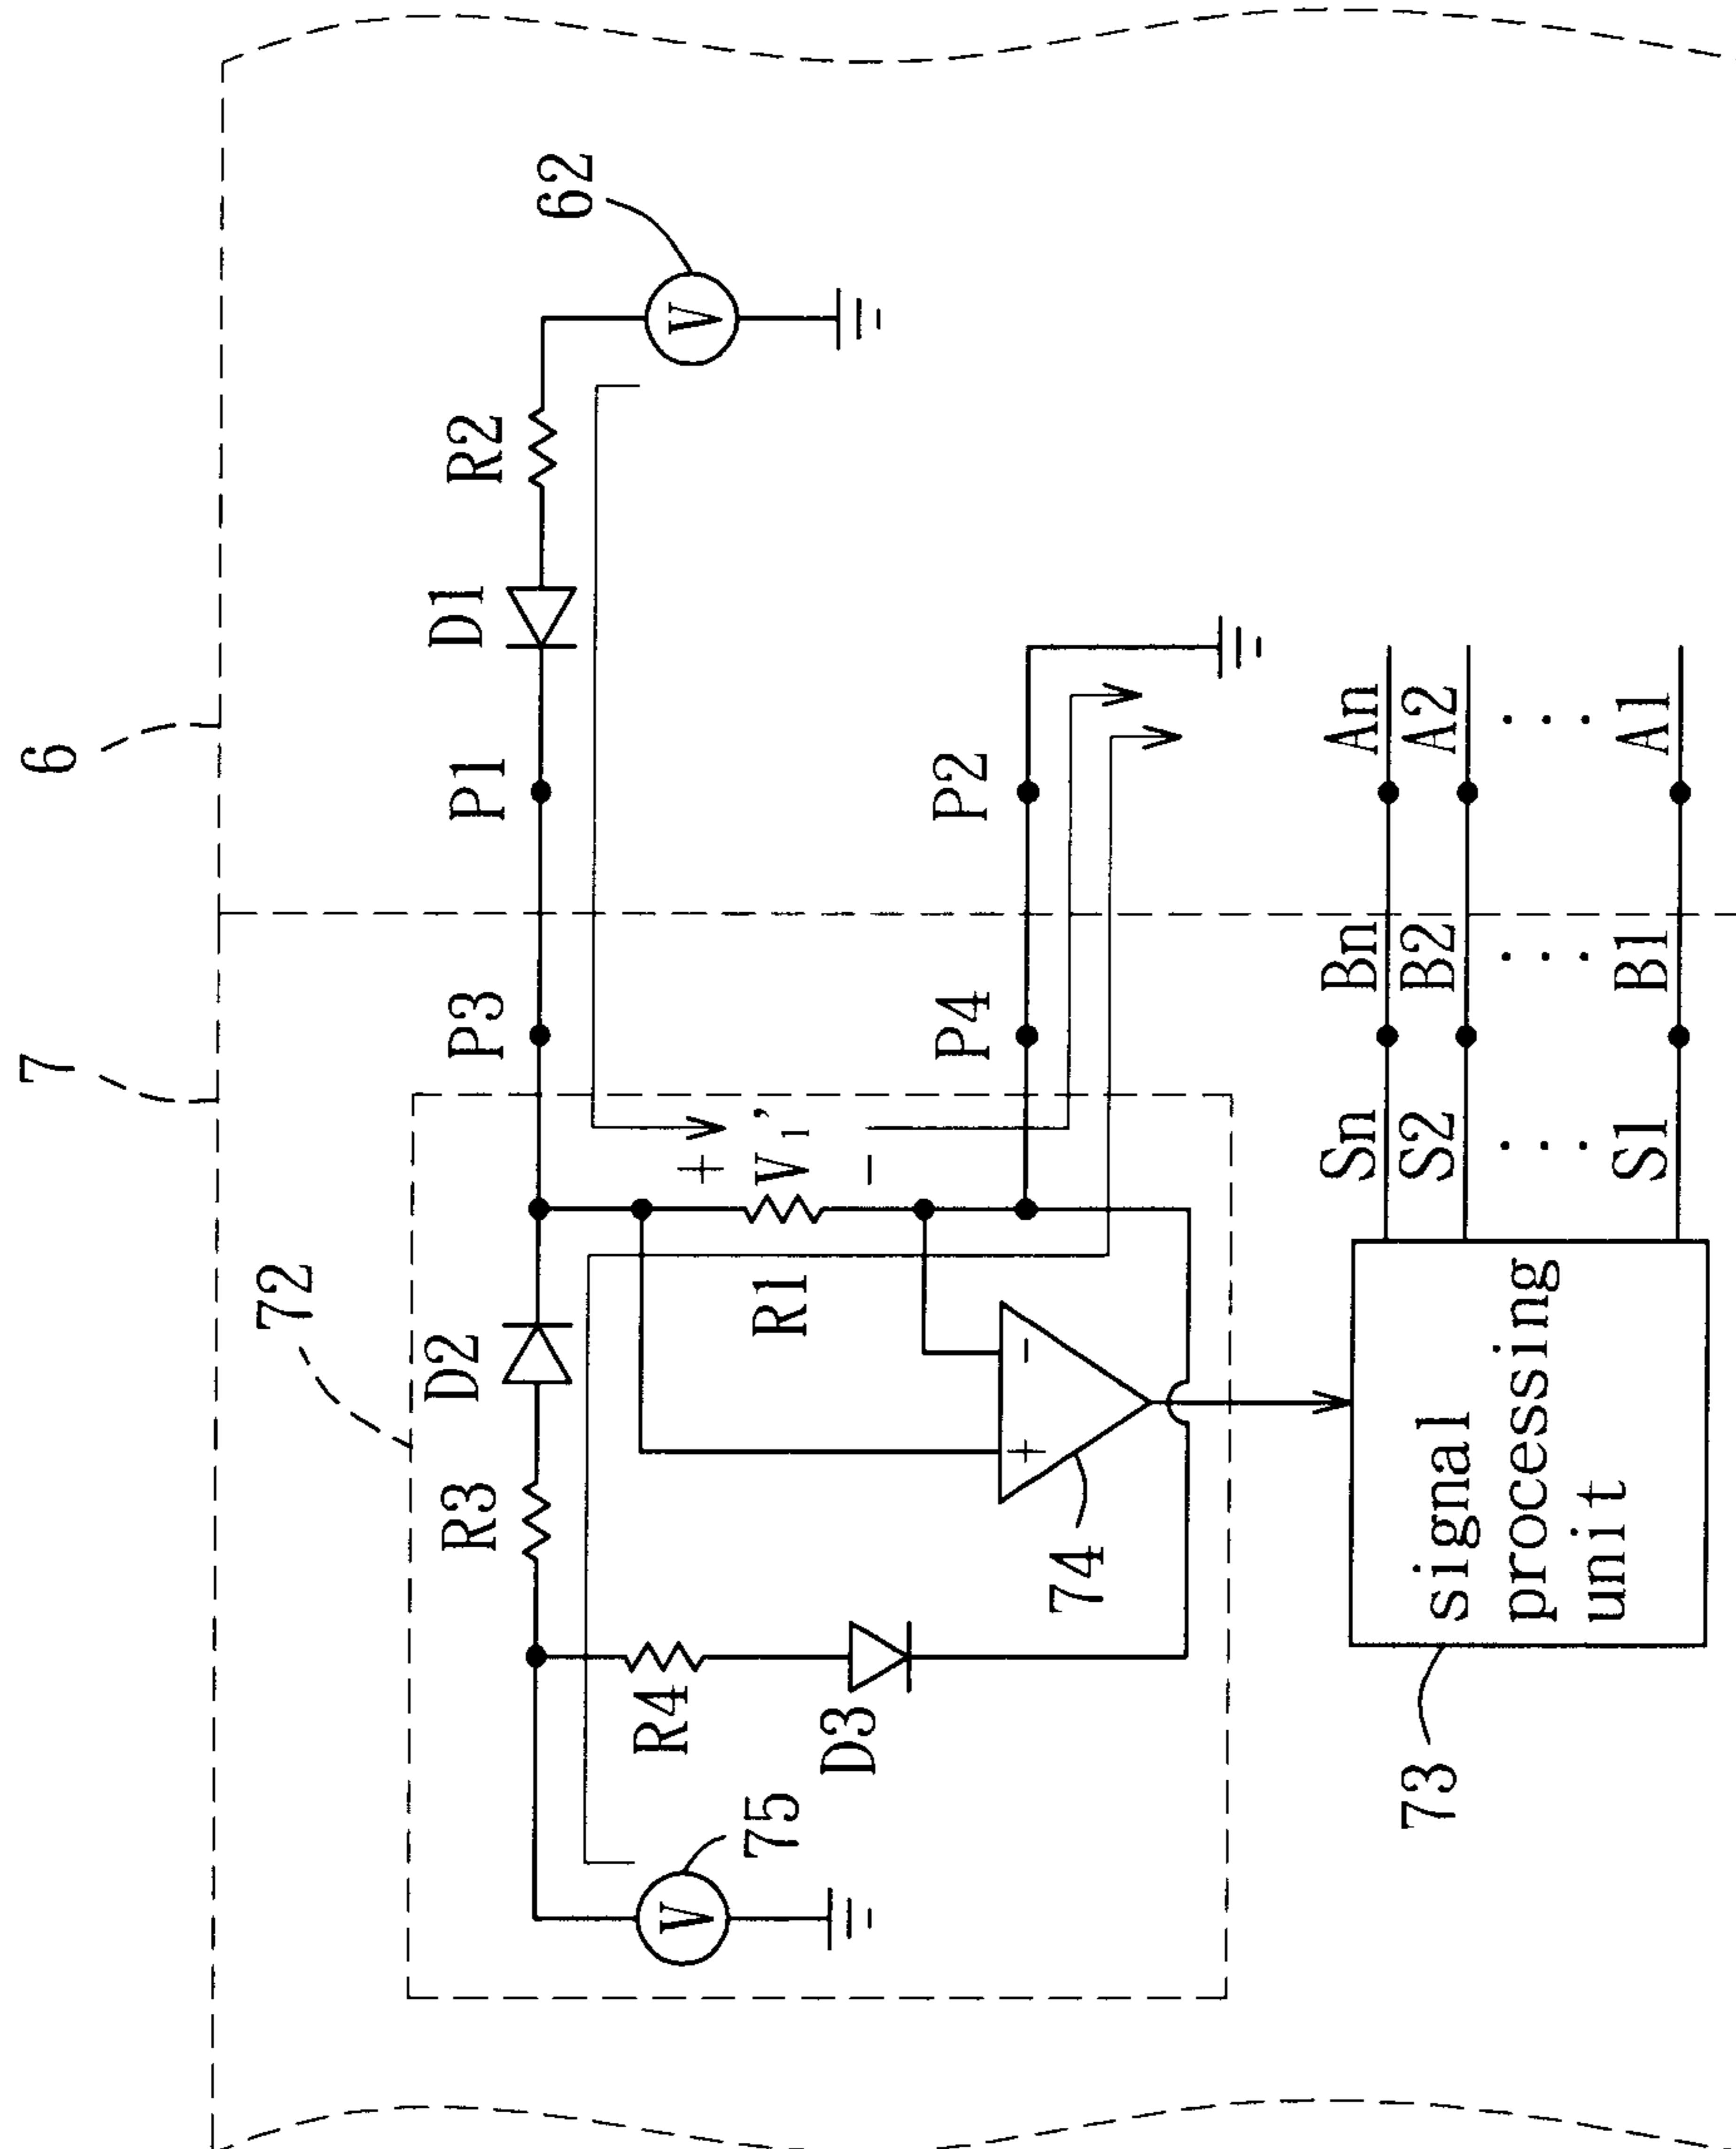 7
6
72
R3
D2
P3
P1
D1
R2
62
V
75
R4
D3
+
-
74
R1
+
V₁'
-
P4
P2
V
73
signal
processing
unit
Sn
Bn
An
S2
B2
A2
S1
B1
A1